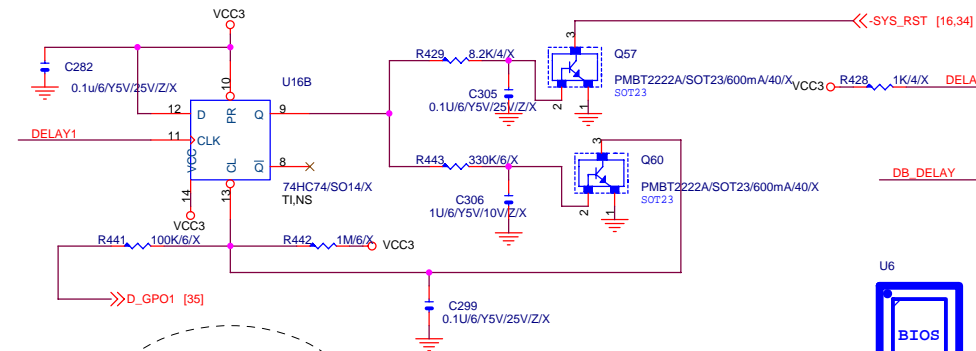 VCC3
-SYS_RST [16,34]
3
R429 8.2K/4/X
Q57
C282
0.1u/6/Y5V/25V/Z/X
10
U16B
PMBT2222A/SOT23/600mA/40/X
SOT23
VCC3
R428 1K/4/X
DELA
C305
0.1U/6/Y5V/25V/Z/X
2
1
12
D
PR
Q
9
DELAY1
11
CLK
3
VCC
CL
QI
8
R443 330K/6/X
Q60
14
13
74HC74/SO14/X
TI,NS
C306
1U/6/Y5V/10V/Z/X
PMBT2222A/SOT23/600mA/40/X
SOT23
DB_DELAY
2
1
VCC3
R441 100K/6/X
R442 1M/6/X
VCC3
U6
D_GPO1 [35]
C299
0.1U/6/Y5V/25V/Z/X
BIOS